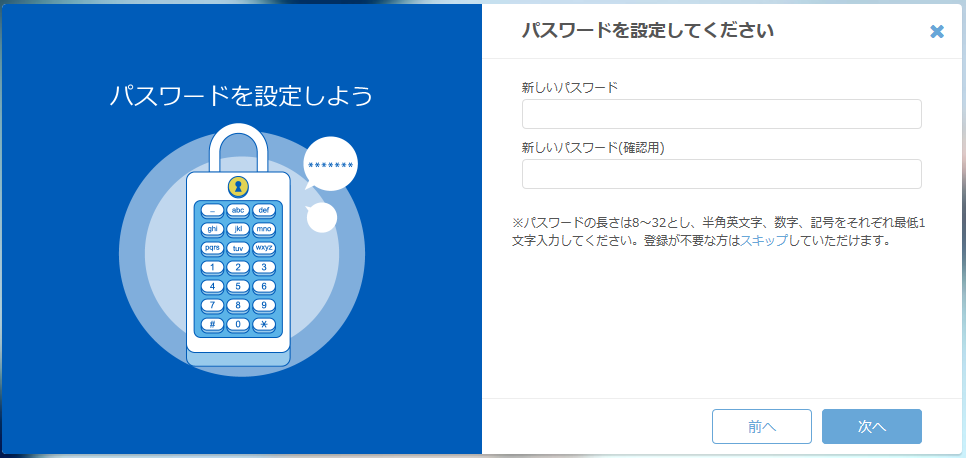 パスワードを設定しよう
*******
_ abc def
ghi jkl mno
pqrs tuv wxyz
1 2 3
4 5 6
7 8 9
# 0 *
パスワードを設定してください
新しいパスワード
新しいパスワード(確認用)
※パスワードの長さは8～32とし、半角英文字、数字、記号をそれぞれ最低1
文字入力してください。登録が不要な方はスキップしていただけます。
前へ 次へ